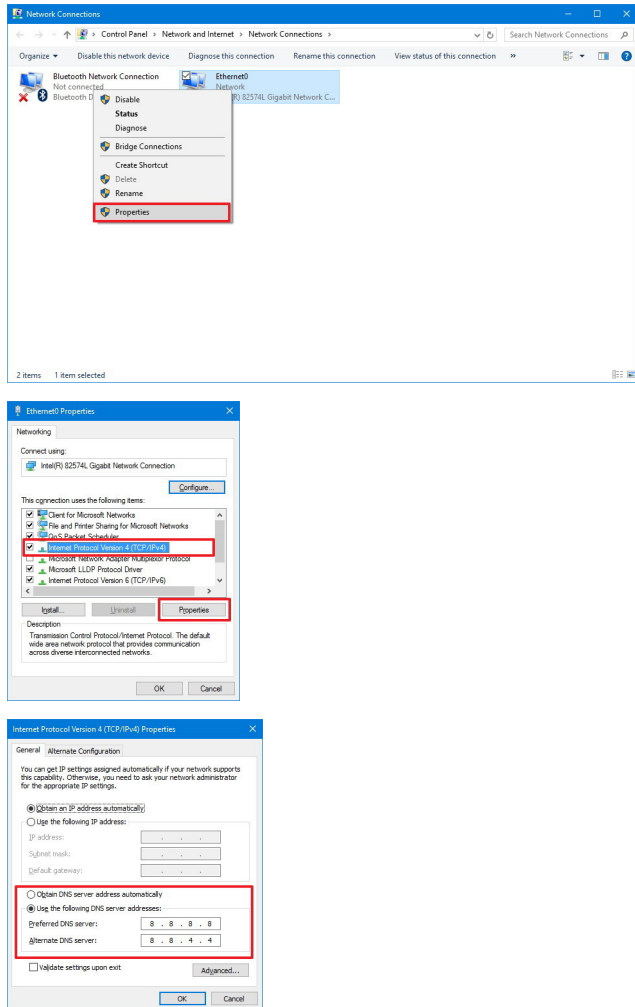 Network Connections
Control Panel > Network and Internet > Network Connections >
Search Network Connections
Organize
Disable this network device
Diagnose this connection
Rename this connection
View status of this connection
»
Bluetooth Network Connection
Not connected
Bluetooth D
Ethernet0
Network
R) 82574L Gigabit Network C...
Disable
Status
Diagnose
Bridge Connections
Create Shortcut
Delete
Rename
Properties
2 items 1 item selected
Ethernet0 Properties
Networking
Connect using:
Intel(R) 82574L Gigabit Network Connection
Configure...
This connection uses the following items:
Client for Microsoft Networks
File and Printer Sharing for Microsoft Networks
QoS Packet Scheduler
Internet Protocol Version 4 (TCP/IPv4)
Microsoft Network Adapter Multiplexor Protocol
Microsoft LLDP Protocol Driver
Internet Protocol Version 6 (TCP/IPv6)
Install...
Uninstall
Properties
Description
Transmission Control Protocol/Internet Protocol. The default
wide area network protocol that provides communication
across diverse interconnected networks.
OK
Cancel
Internet Protocol Version 4 (TCP/IPv4) Properties
General
Alternate Configuration
You can get IP settings assigned automatically if your network supports
this capability. Otherwise, you need to ask your network administrator
for the appropriate IP settings.
Obtain an IP address automatically
Use the following IP address:
IP address:
. . .
Subnet mask:
. . .
Default gateway:
. . .
Obtain DNS server address automatically
Use the following DNS server addresses:
Preferred DNS server:
8 . 8 . 8 . 8
Alternate DNS server:
8 . 8 . 4 . 4
Validate settings upon exit
Advanced...
OK
Cancel